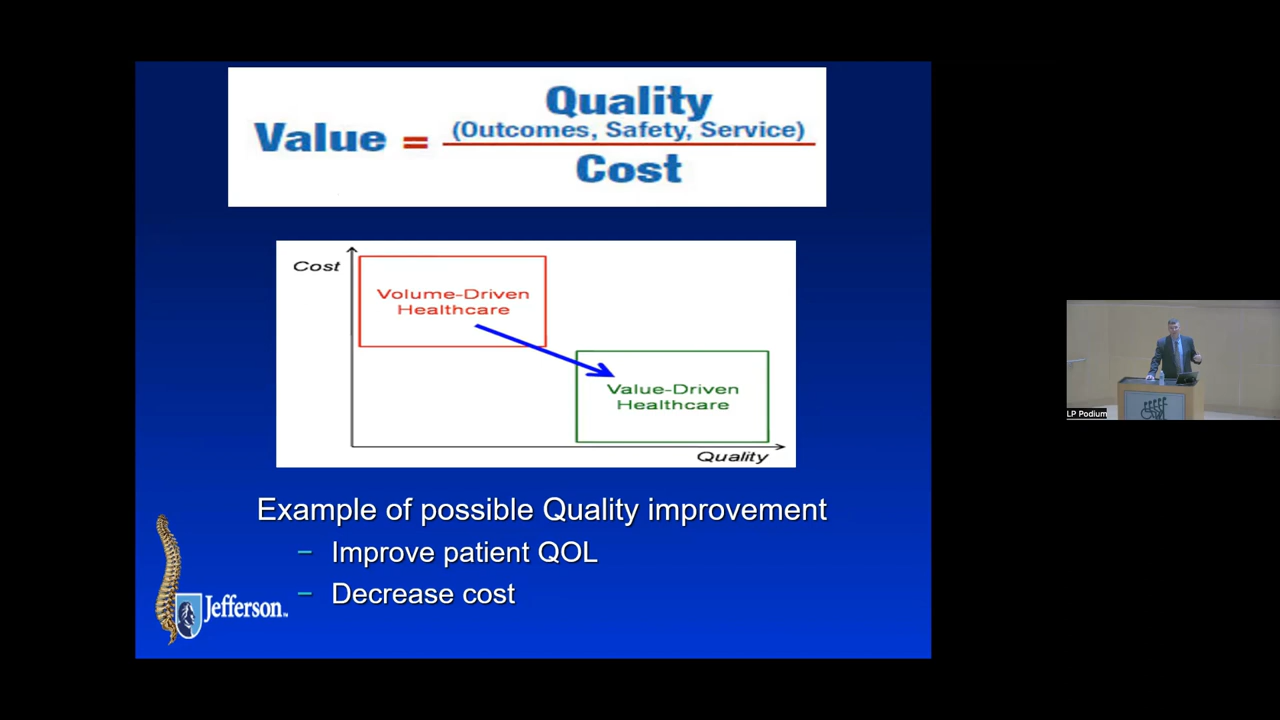 Quality
(Outcomes, Safety, Service)
Value =
Cost
Cost
Volume-Driven
Healthcare
Value-Driven
Healthcare
Quality
Example of possible Quality improvement
– Improve patient QOL
– Decrease cost
Jefferson™
LP Podium